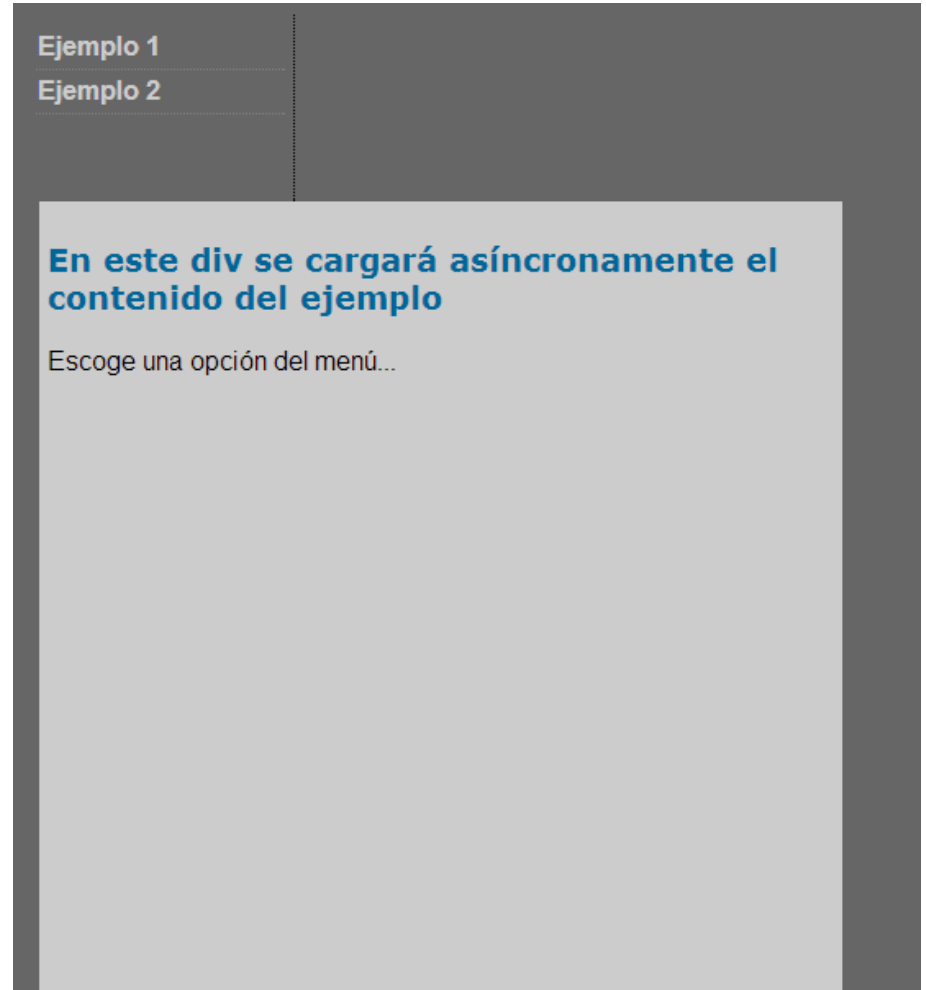 Ejemplo 1
Ejemplo 2
En este div se cargará asíncronamente el
contenido del ejemplo
Escoge una opción del menú...